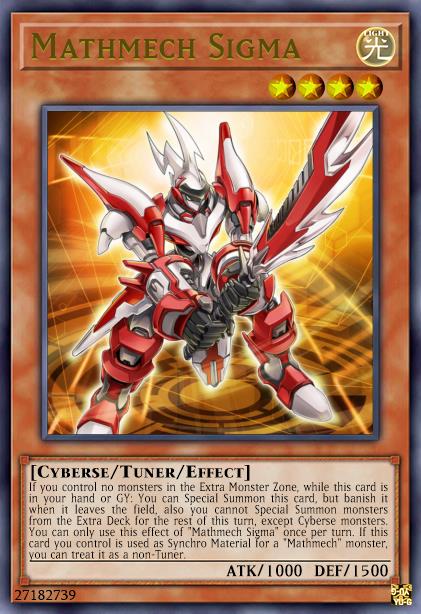 MATHMECH SIGMA
LIGHT
光
[CYBERSE/TUNER/EFFECT]
If you control no monsters in the Extra Monster Zone, while this card is
in your hand or GY: You can Special Summon this card, but banish it
when it leaves the field, also you cannot Special Summon monsters
from the Extra Deck for the rest of this turn, except Cyberse monsters.
You can only use this effect of "Mathmech Sigma" once per turn. If this
card you control is used as Synchro Material for a "Mathmech" monster,
you can treat it as a non-Tuner.
ATK/1000 DEF/1500
27182739